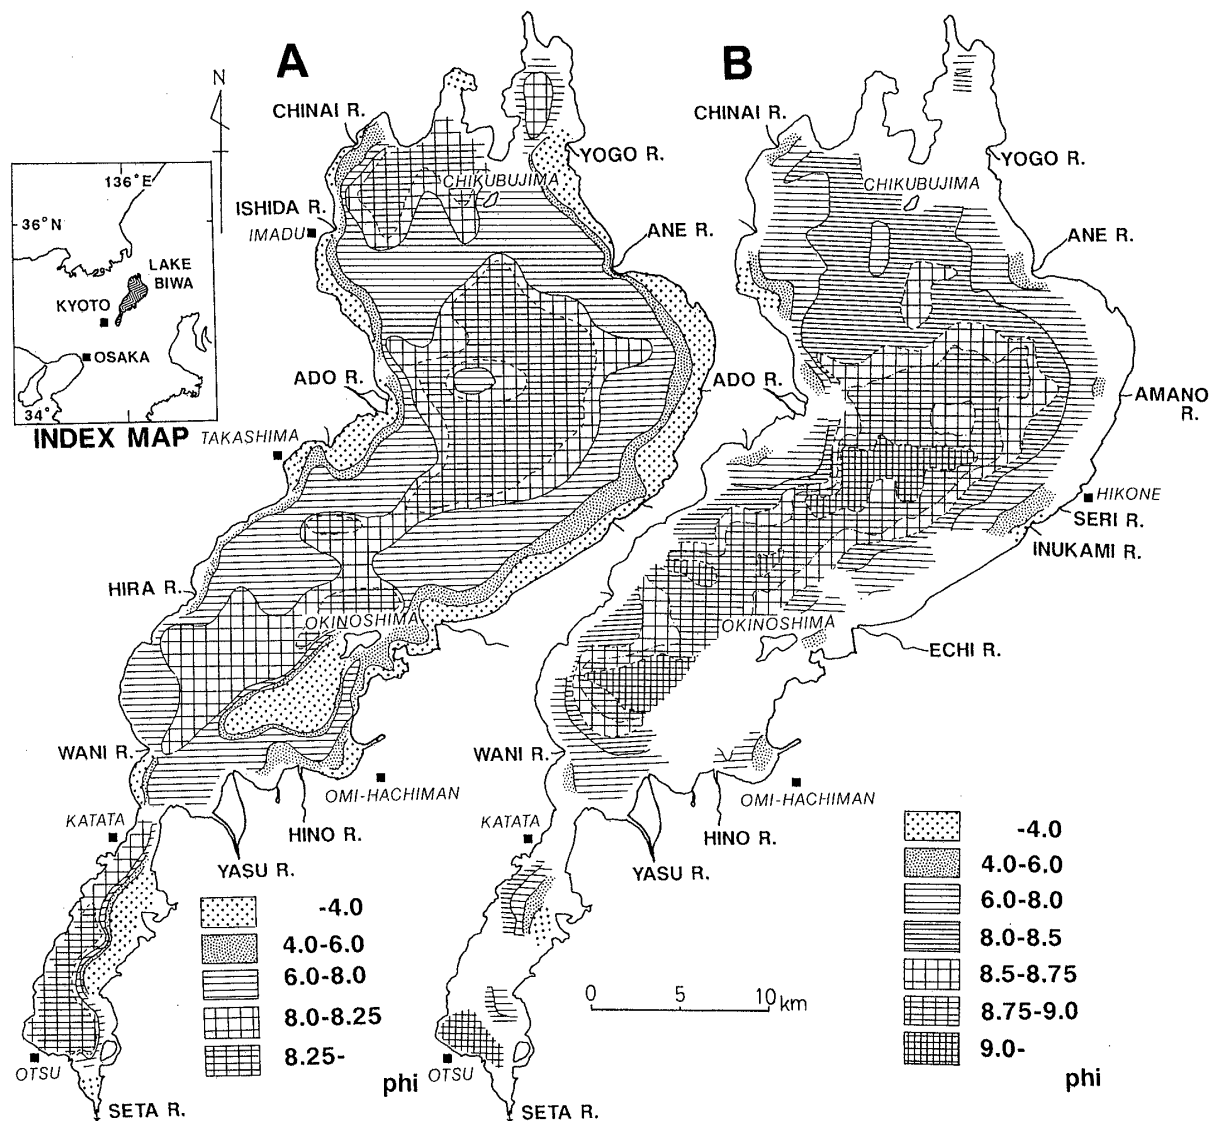 A
B
N
CHINAI R.
CHINAI R.
YOGO R.
YOGO R.
136°E
CHIKUBUJIMA
CHIKUBUJIMA
ISHIDA R.
36°N
IMADU
ANE R.
ANE R.
LAKE
BIWA
KYOTO
OSAKA
ADO R.
ADO R.
AMANO
R.
34°
INDEX MAP
TAKASHIMA
HIKONE
SERI R.
INUKAMI R.
HIRA R.
OKINOSHIMA
OKINOSHIMA
ECHI R.
WANI R.
WANI R.
OMI-HACHIMAN
OMI-HACHIMAN
KATATA
KATATA
HINO R.
HINO R.
YASU R.
YASU R.
-4.0
4.0-6.0
6.0-8.0
8.0-8.25
8.25-
phi
0 5 10 km
-4.0
4.0-6.0
6.0-8.0
8.0-8.5
8.5-8.75
8.75-9.0
9.0-
phi
OTSU
OTSU
SETA R.
SETA R.